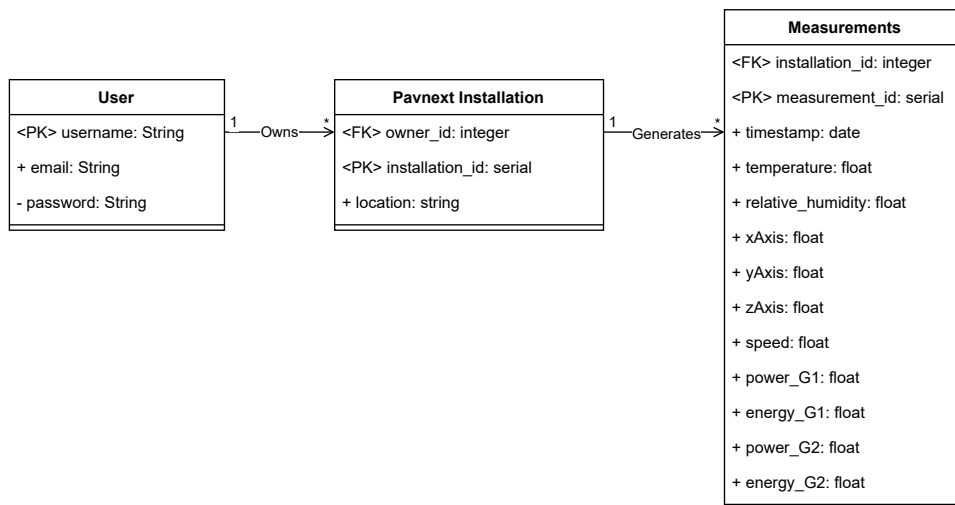 User
<PK> username: String
+ email: String
- password: String
1
Owns
*
Pavnext Installation
<FK> owner_id: integer
<PK> installation_id: serial
+ location: string
1
Generates
*
Measurements
<FK> installation_id: integer
<PK> measurement_id: serial
+ timestamp: date
+ temperature: float
+ relative_humidity: float
+ xAxis: float
+ yAxis: float
+ zAxis: float
+ speed: float
+ power_G1: float
+ energy_G1: float
+ power_G2: float
+ energy_G2: float